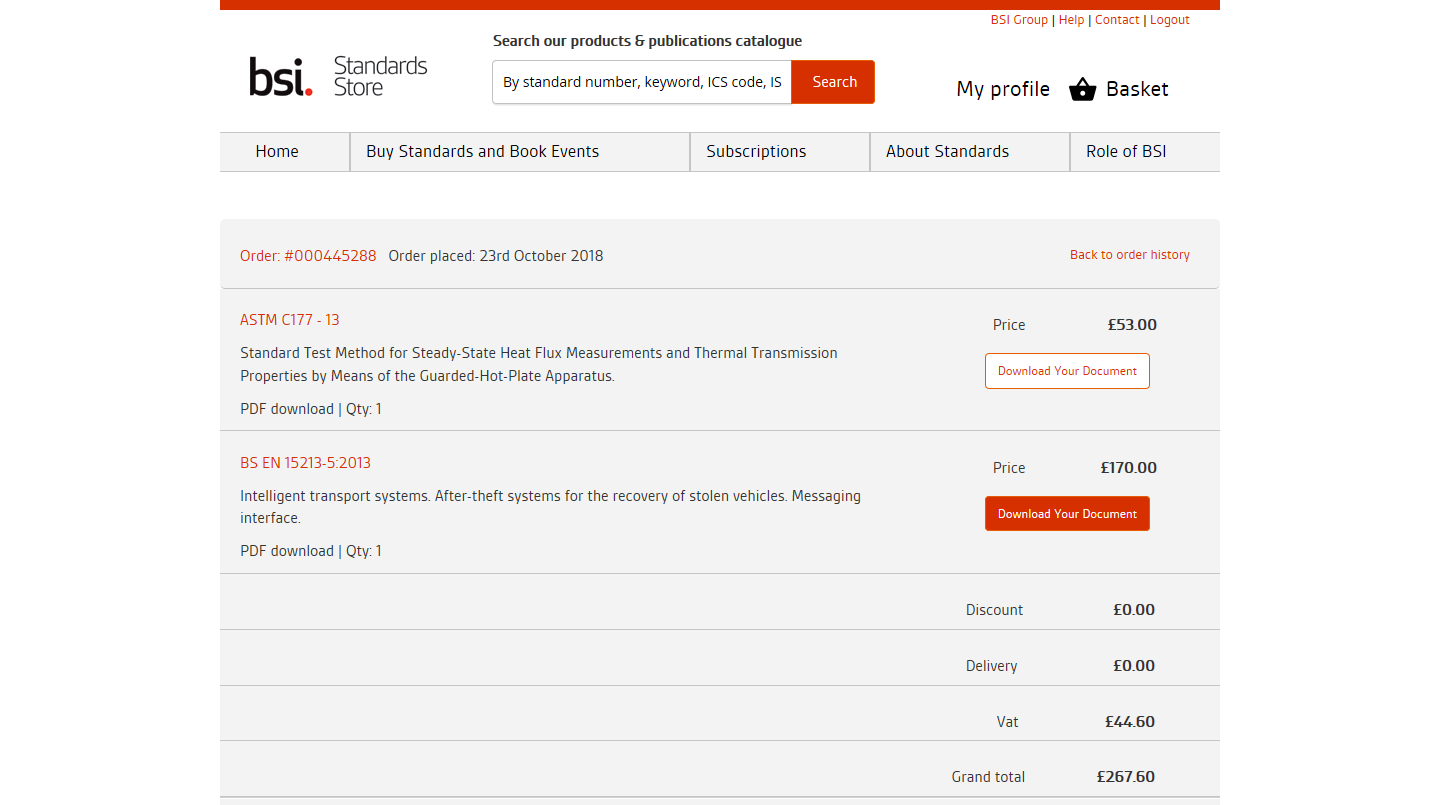 BSI Group | Help | Contact | Logout
Search our products & publications catalogue
bsi. Standards Store
By standard number, keyword, ICS code, IS
Search
My profile
Basket
Home
Buy Standards and Book Events
Subscriptions
About Standards
Role of BSI
Order: #000445288 Order placed: 23rd October 2018
Back to order history
ASTM C177 - 13
Price £53.00
Standard Test Method for Steady-State Heat Flux Measurements and Thermal Transmission
Properties by Means of the Guarded-Hot-Plate Apparatus.
Download Your Document
PDF download | Qty: 1
BS EN 15213-5:2013
Price £170.00
Intelligent transport systems. After-theft systems for the recovery of stolen vehicles. Messaging
interface.
Download Your Document
PDF download | Qty: 1
Discount £0.00
Delivery £0.00
Vat £44.60
Grand total £267.60